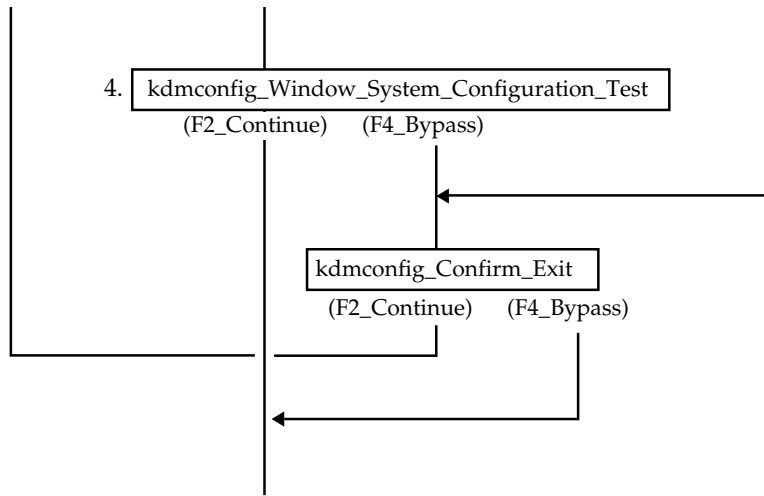 4. kdmconfig_Window_System_Configuration_Test
(F2_Continue) (F4_Bypass)
kdmconfig_Confirm_Exit
(F2_Continue) (F4_Bypass)